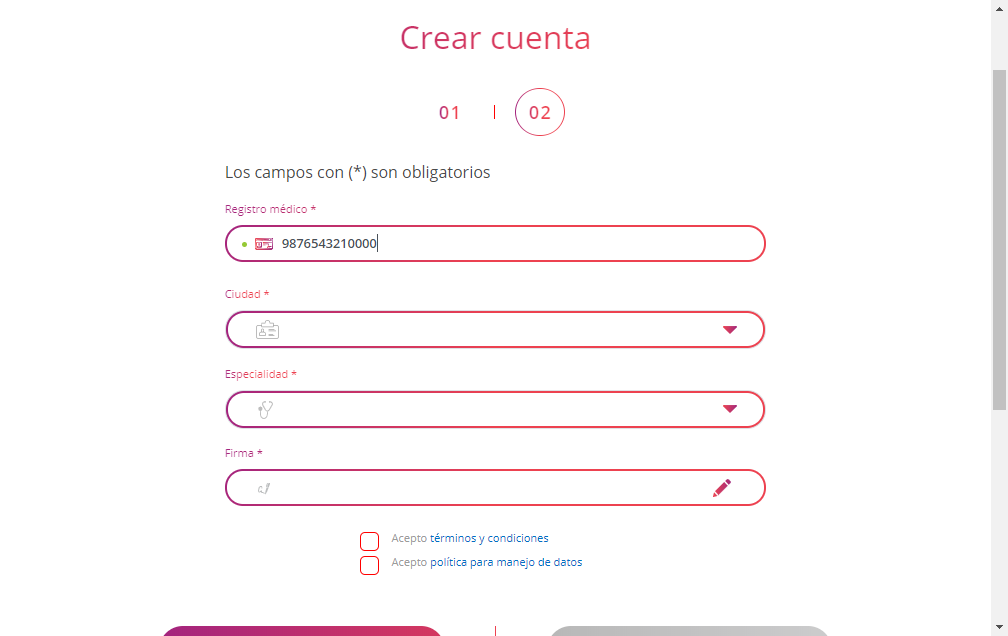 Crear cuenta
01 | 02
Los campos con (*) son obligatorios
Registro médico *
9876543210000
Ciudad *
Especialidad *
Firma *
Acepto términos y condiciones
Acepto política para manejo de datos